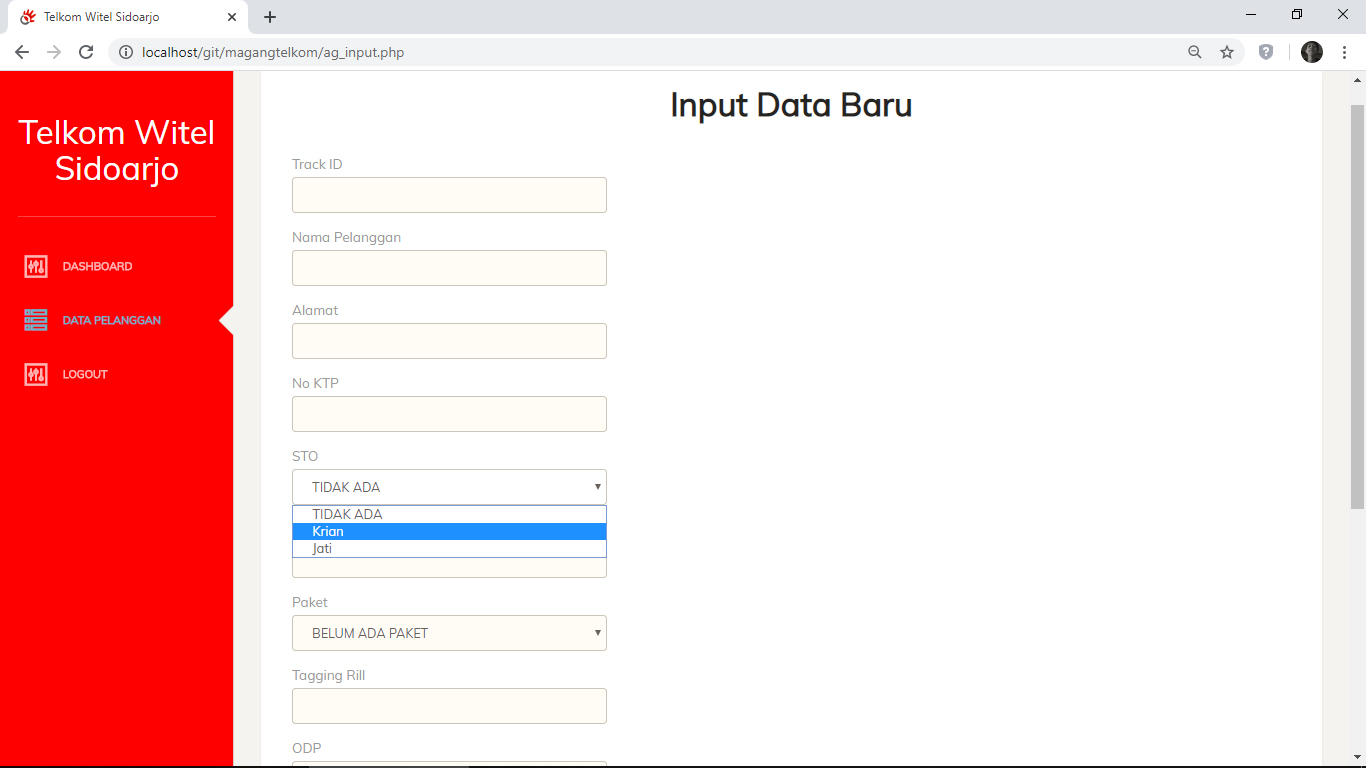 Telkom Witel Sidoarjo
localhost/git/magangtelkom/ag_input.php
Telkom Witel
Sidoarjo
DASHBOARD
DATA PELANGGAN
LOGOUT
Input Data Baru
Track ID
Nama Pelanggan
Alamat
No KTP
STO
TIDAK ADA
TIDAK ADA
Krian
Jati
Paket
BELUM ADA PAKET
Tagging Rill
ODP